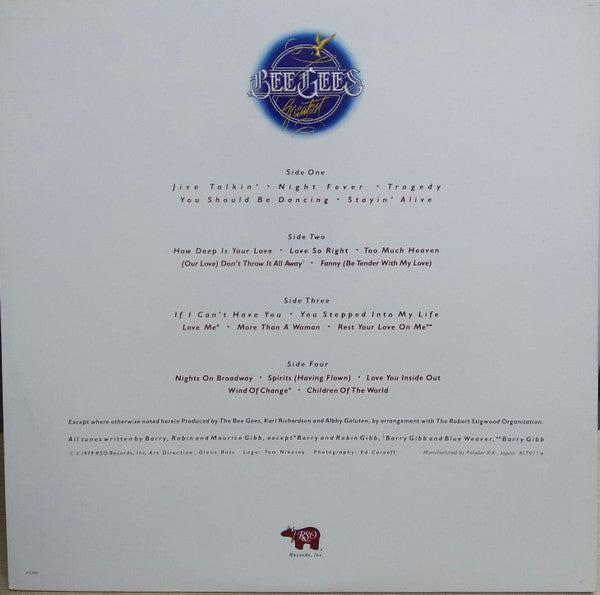 BEE GEES
Greatest
Side One
Jive Talkin' • Night Fever • Tragedy
You Should Be Dancing • Stayin' Alive
Side Two
How Deep Is Your Love • Love So Right • Too Much Heaven
(Our Love) Don't Throw It All Away† • Fanny (Be Tender With My Love)
Side Three
If I Can't Have You • You Stepped Into My Life
Love Me* • More Than A Woman • Rest Your Love On Me**
Side Four
Nights On Broadway • Spirits (Having Flown) • Love You Inside Out
Wind Of Change* • Children Of The World
Except where otherwise noted herein Produced by The Bee Gees, Karl Richardson and Albhy Galuten, by arrangement with The Robert Stigwood Organisation.
All tunes written by Barry, Robin and Maurice Gibb, except *Barry and Robin Gibb, †Barry Gibb and Blue Weaver, **Barry Gibb
©℗ 1979 RSO Records, Inc. Art Direction: Glenn Ross Logo: Tom Nikosey Photography: Ed Caraeff. Manufactured by Polydor K.K., Japan
RSO
Records, Inc.